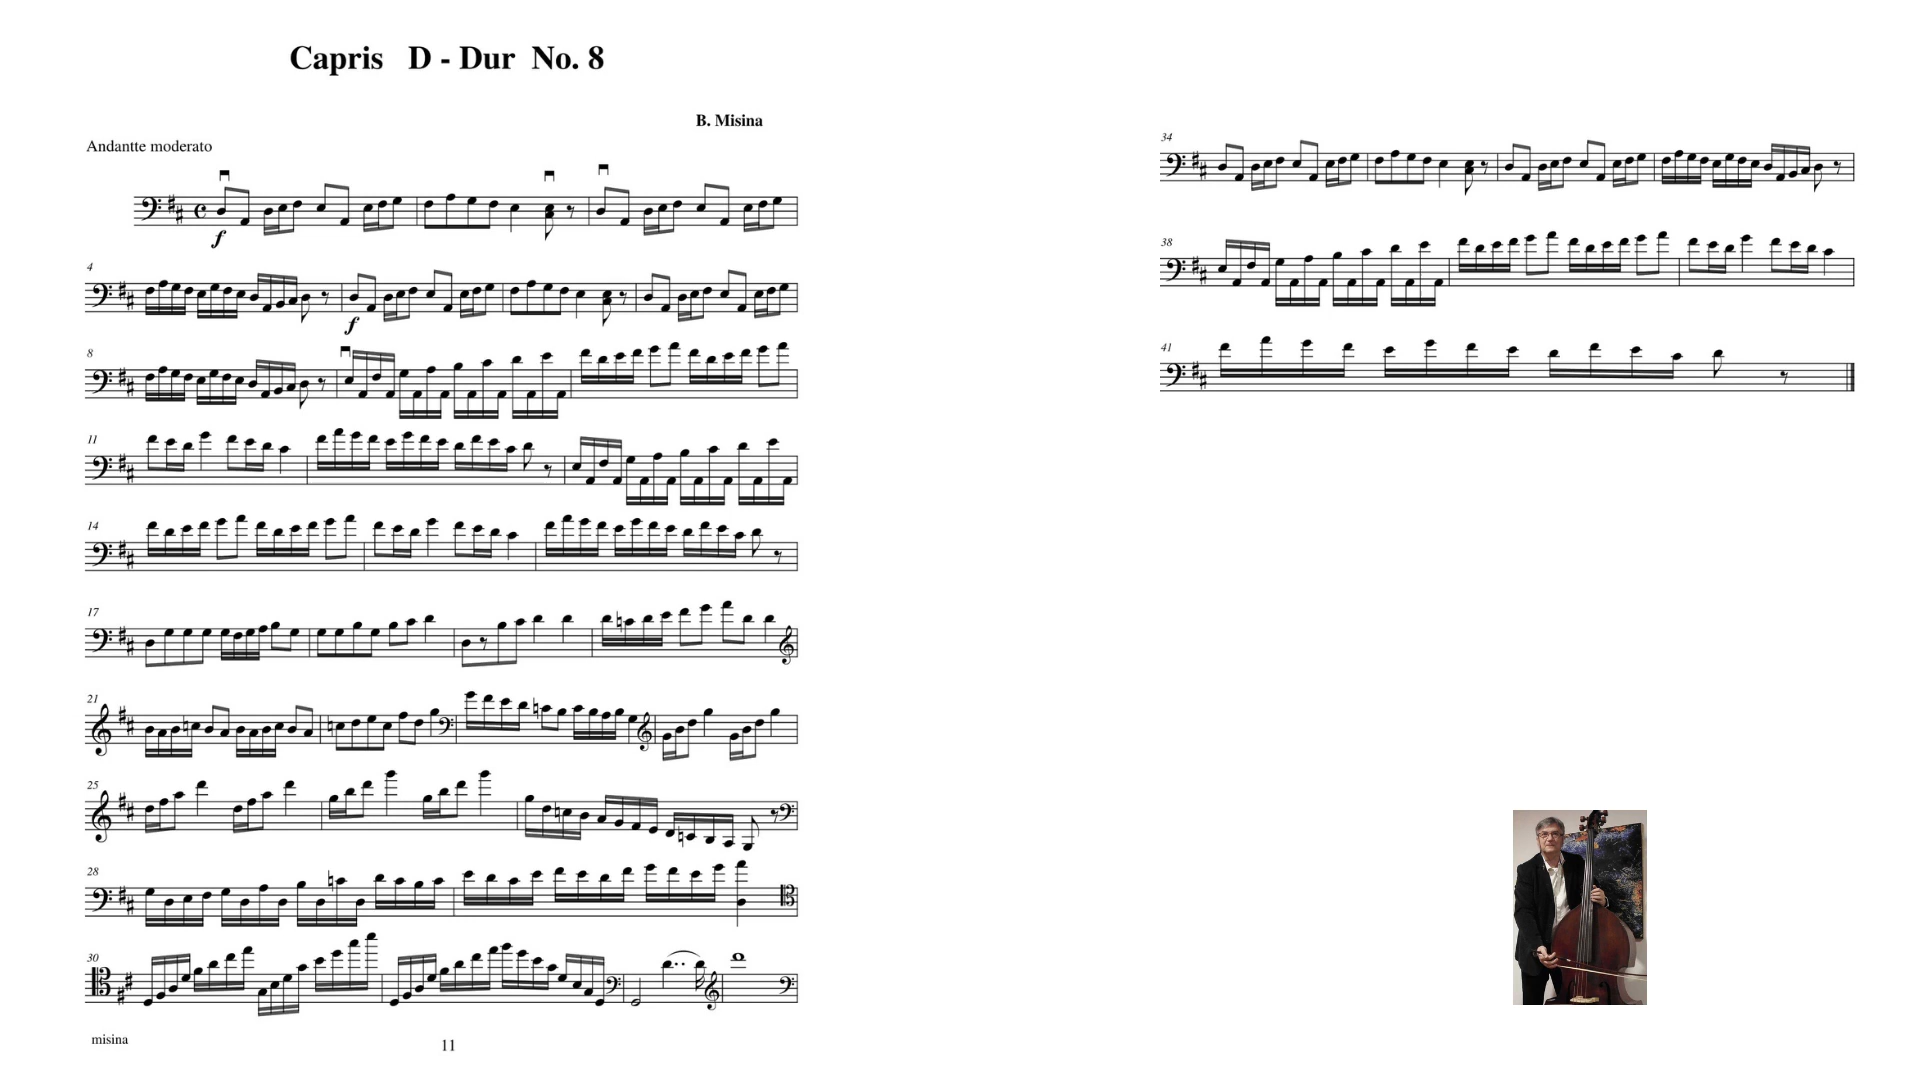 Capris D - Dur No. 8
B. Misina
Andantte moderato
f
4
f
8
11
14
17
21
25
28
30
misina
11
34
38
41